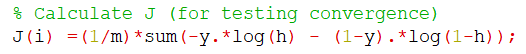 % Calculate J (for testing convergence)
J(i) =(1/m)*sum(-y.*log(h) - (1-y).*log(1-h));